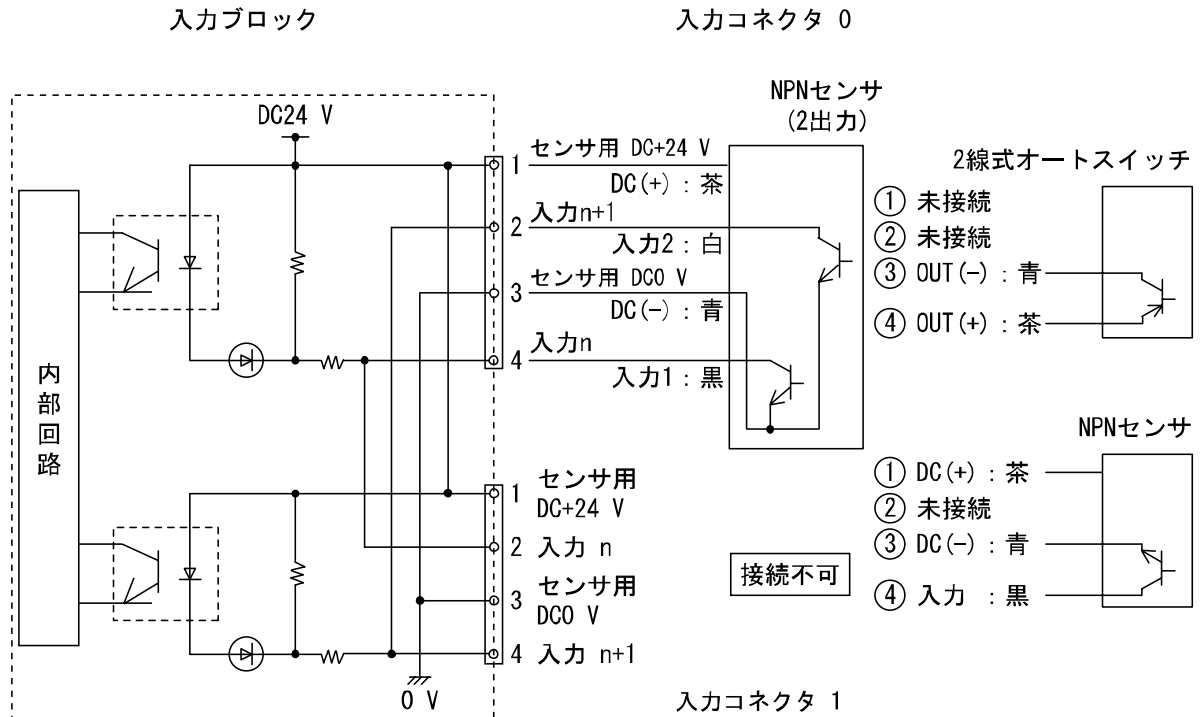 入力ブロック
入力コネクタ 0
DC24 V
内部回路
0 V
1 センサ用 DC+24 V
DC(+) : 茶
2 入力n+1
入力2 : 白
3 センサ用 DC0 V
DC(-) : 青
4 入力n
入力1 : 黒
NPNセンサ
(2出力)
2線式オートスイッチ
① 未接続
② 未接続
③ OUT(-) : 青
④ OUT(+) : 茶
NPNセンサ
① DC(+) : 茶
② 未接続
③ DC(-) : 青
④ 入力 : 黒
1 センサ用
DC+24 V
2 入力 n
3 センサ用
DC0 V
4 入力 n+1
接続不可
入力コネクタ 1